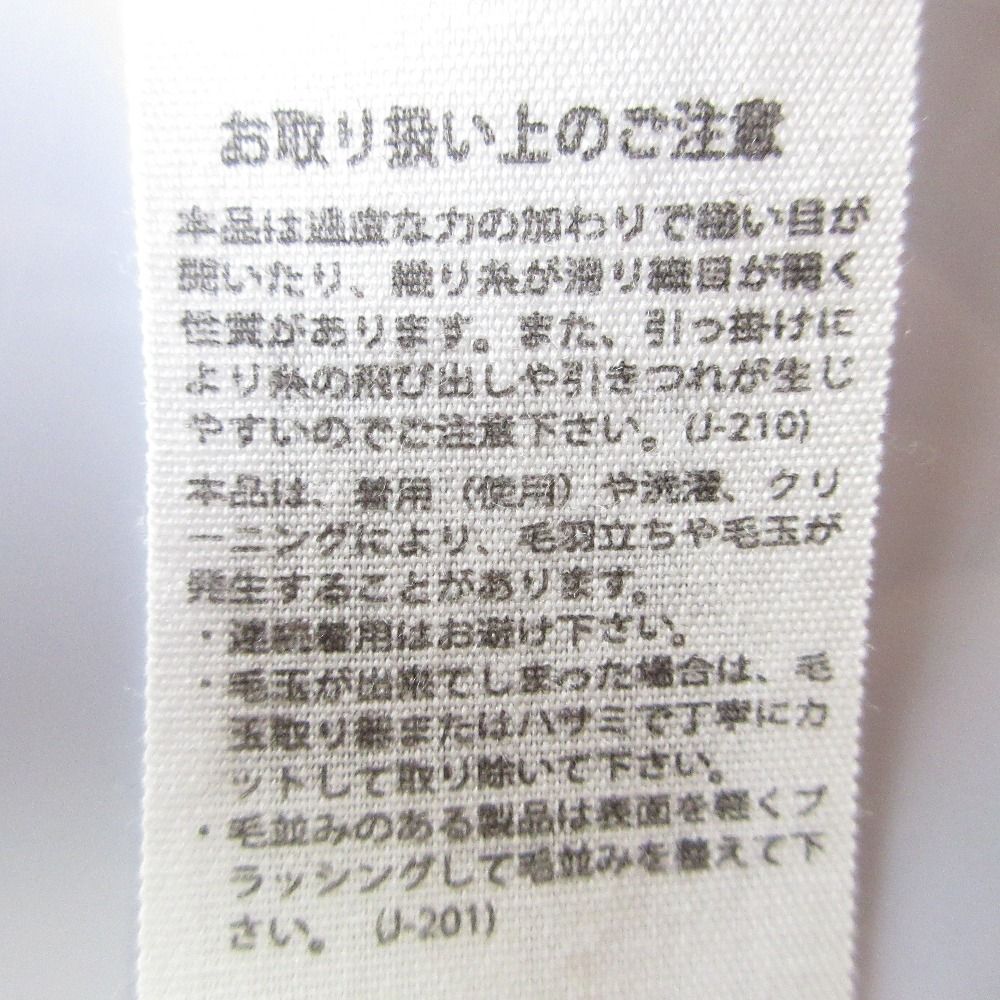 お取り扱い上のご注意
本品は過度な力の加わりで縫い目が
開いたり、織り糸が滑り織目が開く
性質があります。また、引っ掛けに
より糸の飛び出しや引きつれが生じ
やすいのでご注意下さい。(J-210)
本品は、着用（使用）や洗濯、クリ
ーニングにより、毛羽立ちや毛玉が
発生することがあります。
・連続着用はお避け下さい。
・毛玉が出来てしまった場合は、毛
玉取り器またはハサミで丁寧にカ
ットして取り除いて下さい。
・毛並みのある製品は表面を軽くブ
ラッシングして毛並みを整えて下
さい。 (J-201)